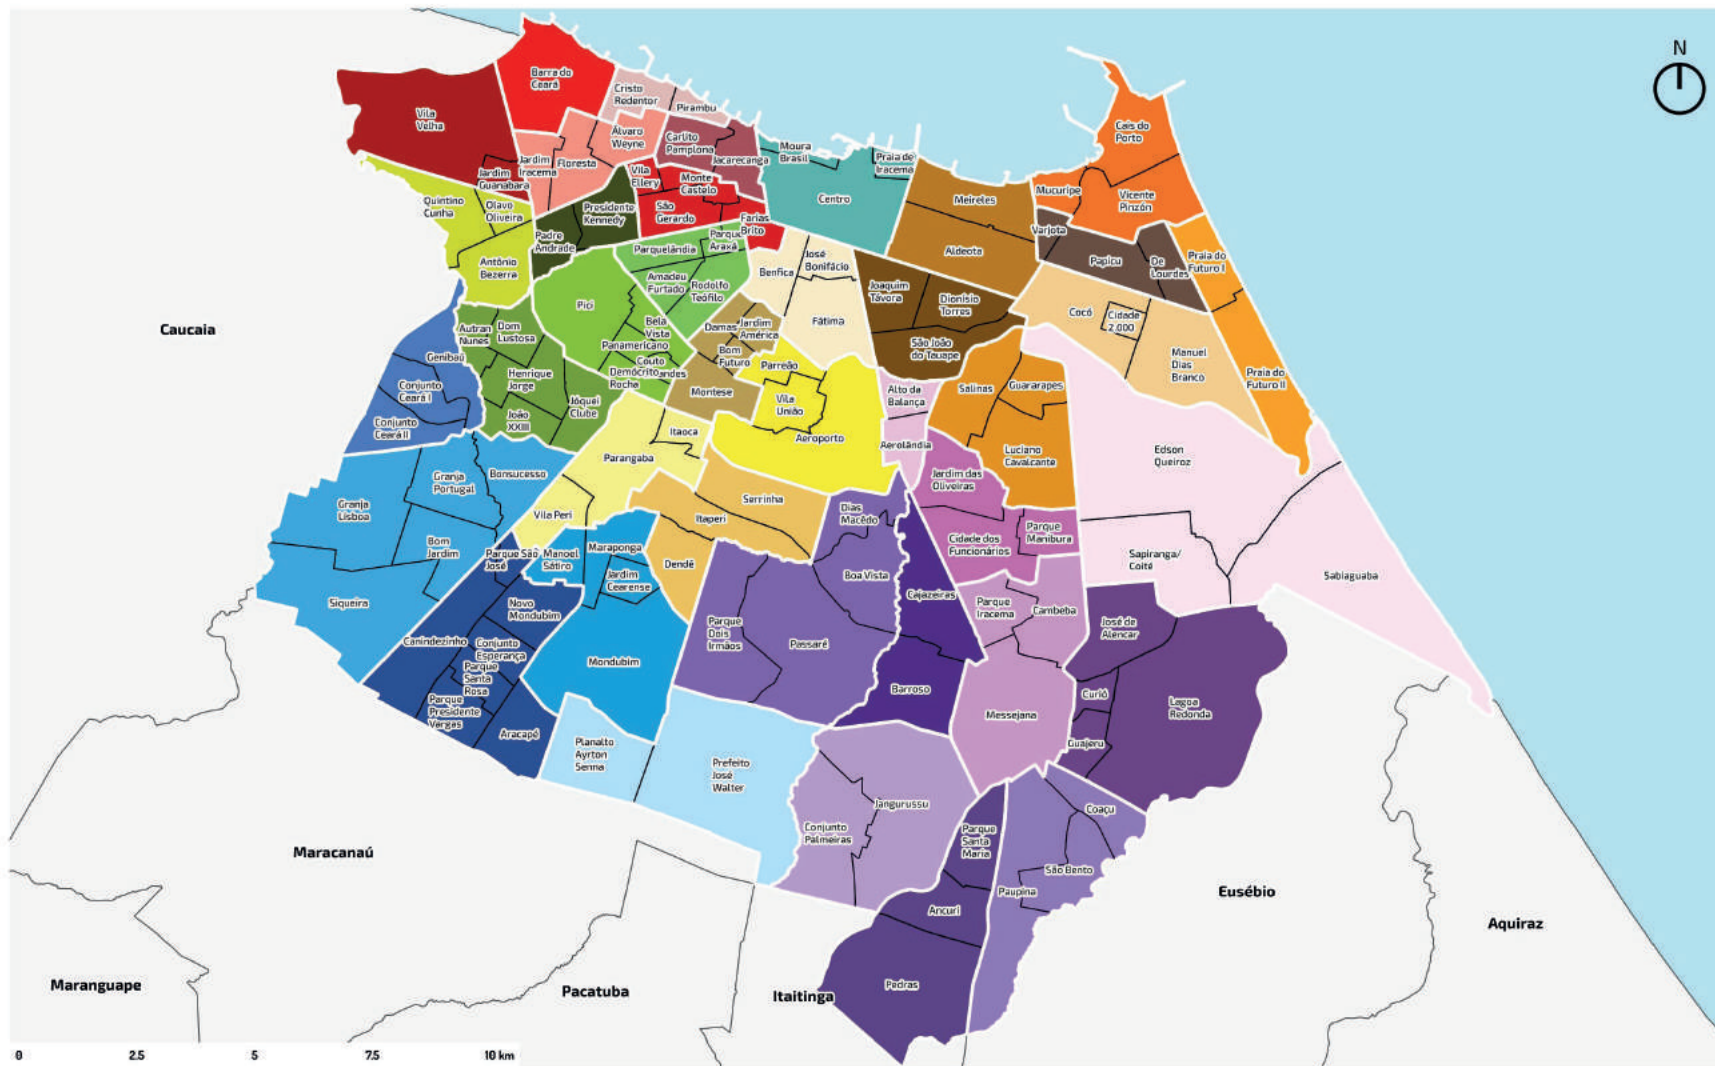 N
Barra do
Ceará
Cristo
Redentor
Pirambu
Vila
Velha
Álvaro
Weyne
Carlito
Pamplona
Jacarecanga
Moura
Brasil
Praia de
Iracema
Cais do
Porto
Jardim
Iracema
Floresta
Jardim
Guanabara
Vila
Ellery
Monte
Castelo
São
Gerardo
Farias
Brito
Centro
Meireles
Mucuripe
Vicente
Pinzón
Quintino
Cunha
Olavo
Oliveira
Presidente
Kennedy
Padre
Andrade
Parquelândia
Parque
Araxá
Varjota
Aldeota
Papicu
De
Lourdes
Praia do
Futuro I
Antônio
Bezerra
Pici
Amadeu
Furtado
Rodolfo
Teófilo
Benfica
José
Bonifácio
Joaquim
Távora
Dionísio
Torres
Cocó
Cidade
2.000
Caucaia
Autran
Nunes
Dom
Lustosa
Bela
Vista
Panamericano
Couto
andes
Demócrito
Rocha
Damas
Jardim
América
Bom
Futuro
Fátima
São João
do Tauape
Manuel
Dias
Branco
Praia do
Futuro II
Genibaú
Henrique
Jorge
Conjunto
Ceará I
Conjunto
Ceará II
João
XXIII
Jóquei
Clube
Montese
Parreão
Vila
União
Alto da
Balança
Salinas
Guararapes
Itaoca
Aeroporto
Aerolândia
Luciano
Cavalcante
Edson
Queiroz
Parangaba
Bonsucesso
Granja
Portugal
Granja
Lisboa
Jardim das
Oliveiras
Serrinha
Vila Peri
Itaperi
Dias
Macêdo
Cidade dos
Funcionários
Parque
Manibura
Bom
Jardim
Parque São
José
Manoel
Sátiro
Maraponga
Jardim
Cearense
Dendê
Boa Vista
Sapiranga/
Coité
Sabiaguaba
Siqueira
Novo
Mondubim
Cajazeiras
Parque
Iracema
Cambeba
José de
Alencar
Canindezinho
Conjunto
Esperança
Parque
Santa
Rosa
Parque
Presidente
Vargas
Mondubim
Parque
Dois
Irmãos
Passaré
Barroso
Messejana
Curió
Lagoa
Redonda
Guajeru
Aracapé
Planalto
Ayrton
Senna
Prefeito
José
Walter
Jangurussu
Conjunto
Palmeiras
Parque
Santa
Maria
Coaçu
São Bento
Paupina
Ancuri
Pedras
Maracanaú
Eusébio
Aquiraz
Maranguape
Pacatuba
Itaitinga
0 2.5 5 7.5 10 km